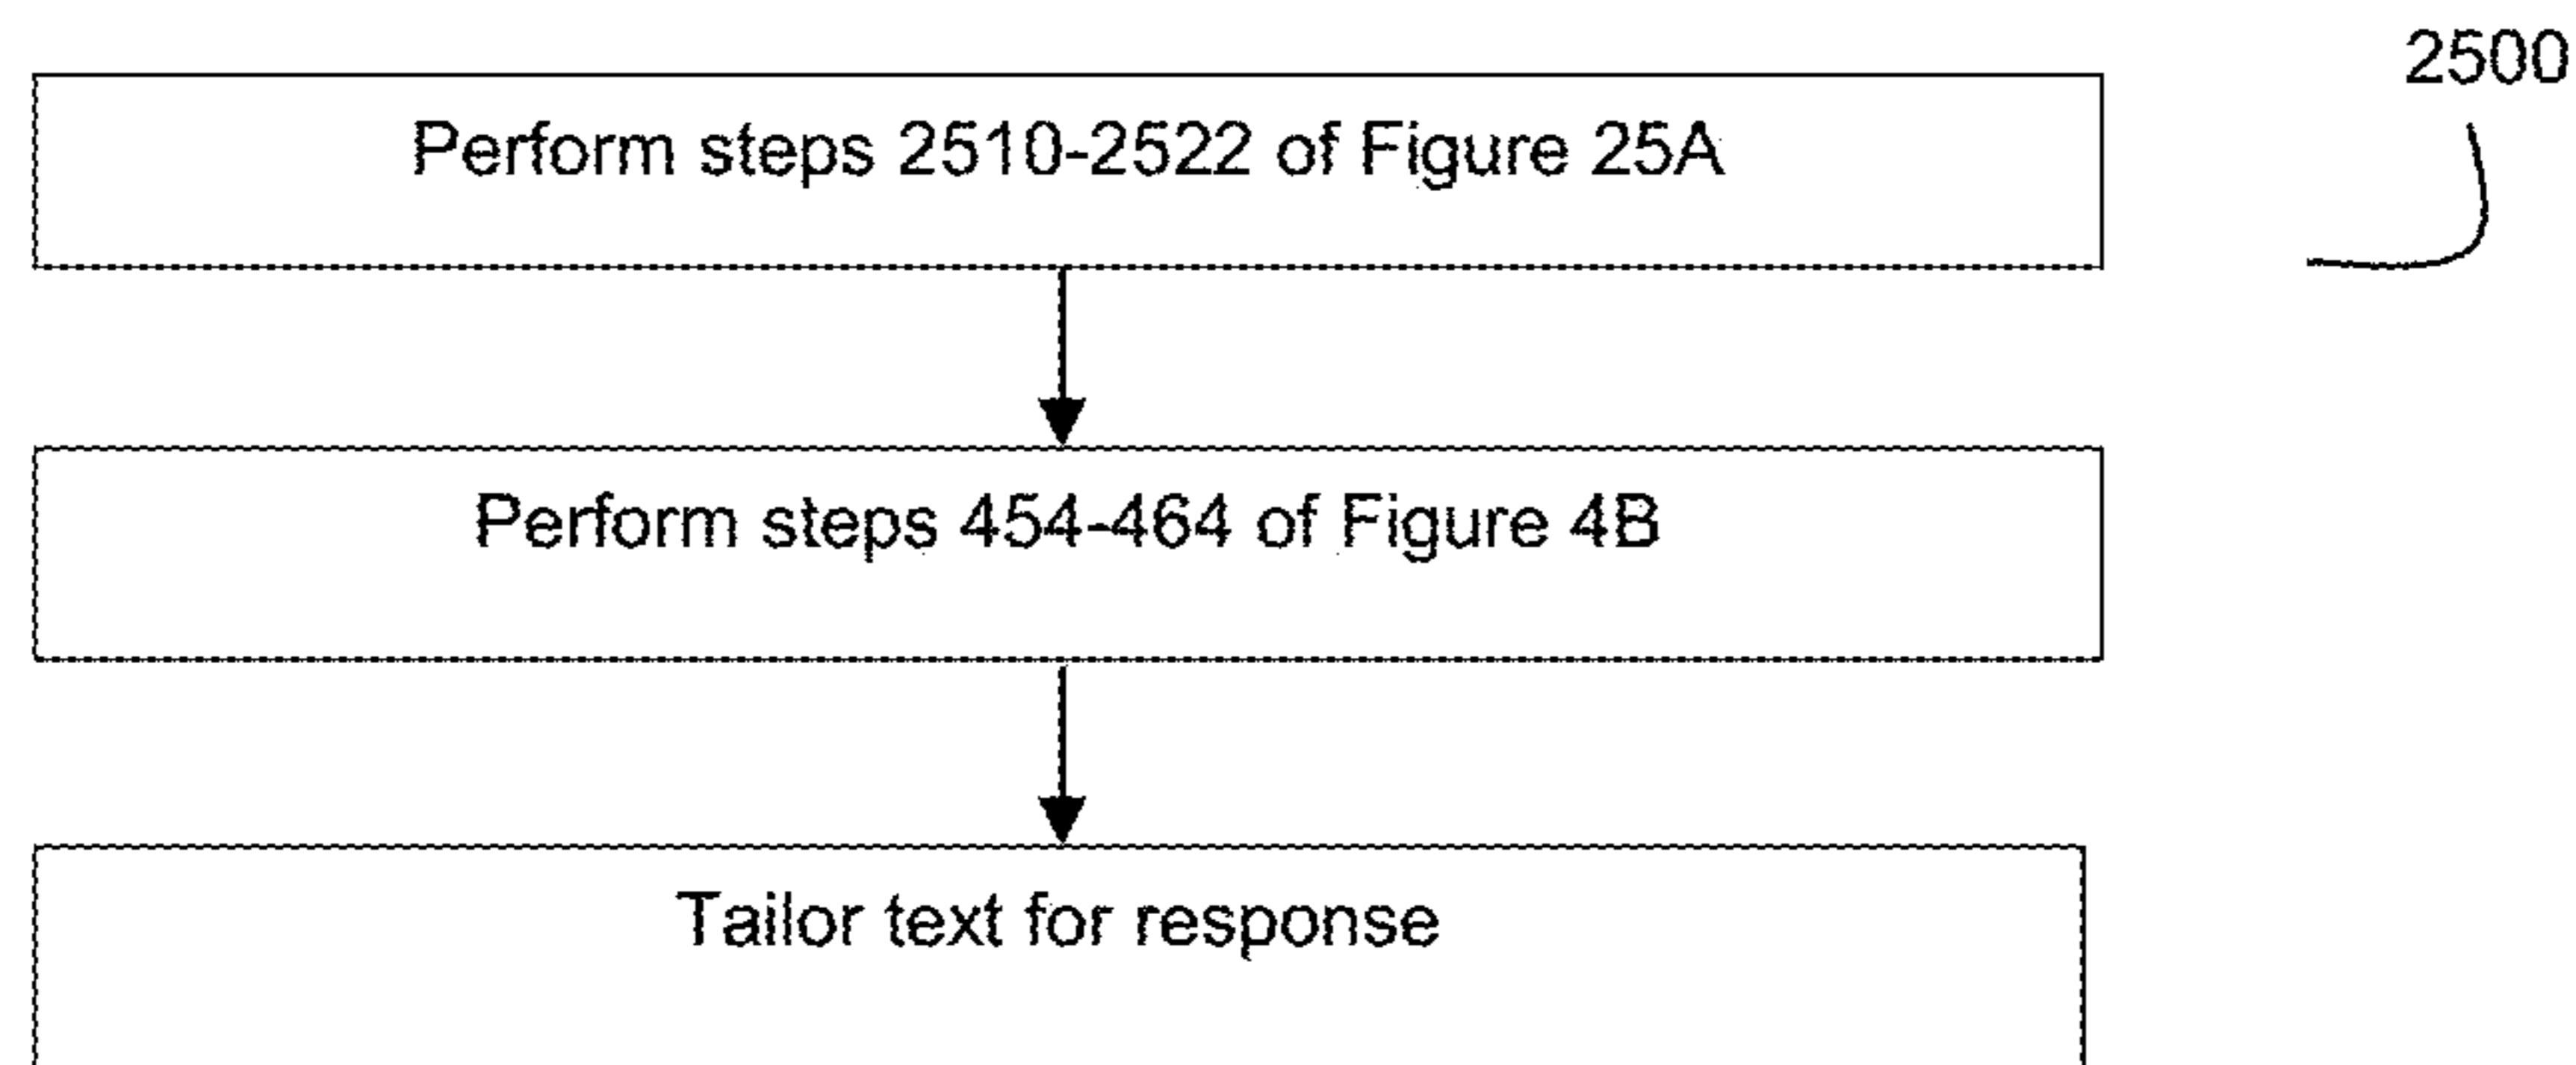 2500
Perform steps 2510-2522 of Figure 25A
Perform steps 454-464 of Figure 4B
Tailor text for response